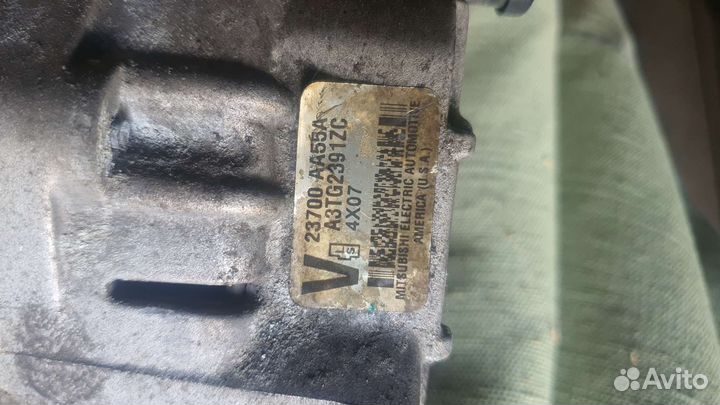 23700 AA55A
A3TG2391ZC
4X07
V
L S
MITSUBISHI ELECTRIC AUTOMOTIVE
AMERICA (U.S.A.)
Avito